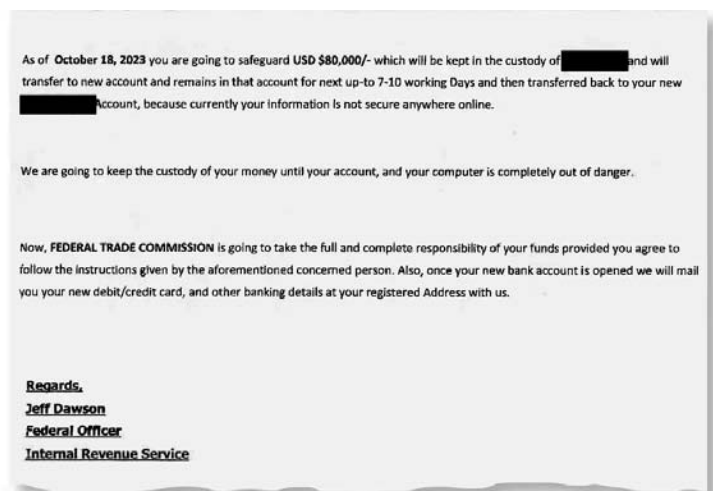 As of October 18, 2023 you are going to safeguard USD $80,000/- which will be kept in the custody of and will
transfer to new account and remains in that account for next up-to 7-10 working Days and then transferred back to your new
Account, because currently your information Is not secure anywhere online.
We are going to keep the custody of your money until your account, and your computer is completely out of danger.
Now, FEDERAL TRADE COMMISSION is going to take the full and complete responsibility of your funds provided you agree to
follow the instructions given by the aforementioned concerned person. Also, once your new bank account is opened we will mail
you your new debit/credit card, and other banking details at your registered Address with us.
Regards,
Jeff Dawson
Federal Officer
Internal Revenue Service